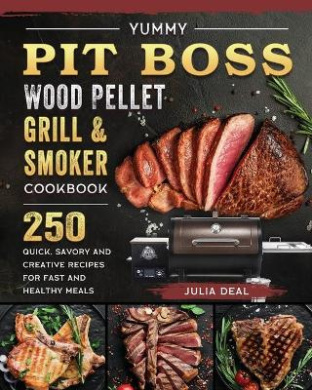 YUMMY
PIT BOSS
WOOD PELLET
GRILL &
SMOKER
COOKBOOK
250
QUICK, SAVORY AND
CREATIVE RECIPES
FOR FAST AND
HEALTHY MEALS
JULIA DEAL